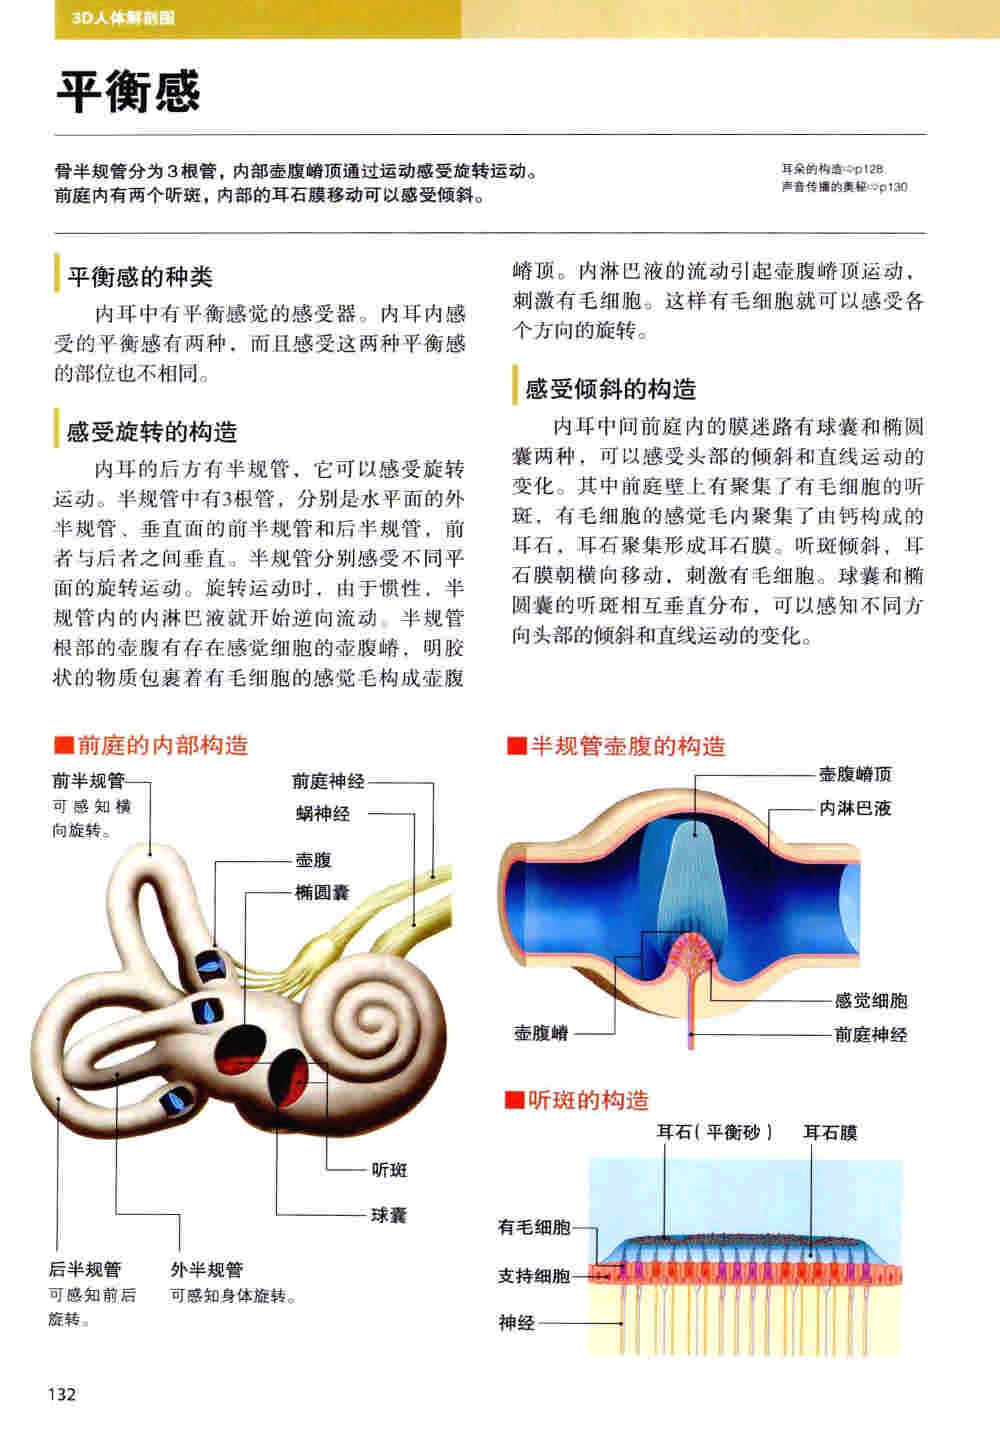 3D人体解剖图
平衡感
骨半规管分为3根管，内部壶腹嵴顶通过运动感受旋转运动。
前庭内有两个听斑，内部的耳石膜移动可以感受倾斜。
耳朵的构造⇨p128
声音传播的奥秘⇨p130
平衡感的种类
内耳中有平衡感觉的感受器。内耳内感
受的平衡感有两种，而且感受这两种平衡感
的部位也不相同。
感受旋转的构造
内耳的后方有半规管，它可以感受旋转
运动。半规管中有3根管，分别是水平面的外
半规管、垂直面的前半规管和后半规管，前
者与后者之间垂直。半规管分别感受不同平
面的旋转运动。旋转运动时，由于惯性，半
规管内的内淋巴液就开始逆向流动。半规管
根部的壶腹有存在感觉细胞的壶腹嵴，明胶
状的物质包裹着有毛细胞的感觉毛构成壶腹
嵴顶。内淋巴液的流动引起壶腹嵴顶运动，
刺激有毛细胞。这样有毛细胞就可以感受各
个方向的旋转。
感受倾斜的构造
内耳中间前庭内的膜迷路有球囊和椭圆
囊两种，可以感受头部的倾斜和直线运动的
变化。其中前庭壁上有聚集了有毛细胞的听
斑，有毛细胞的感觉毛内聚集了由钙构成的
耳石，耳石聚集形成耳石膜。听斑倾斜，耳
石膜朝横向移动，刺激有毛细胞。球囊和椭
圆囊的听斑相互垂直分布，可以感知不同方
向头部的倾斜和直线运动的变化。
■前庭的内部构造
前半规管
可感知横
向旋转。
前庭神经
蜗神经
壶腹
椭圆囊
听斑
球囊
后半规管
可感知前后
旋转。
外半规管
可感知身体旋转。
■半规管壶腹的构造
壶腹嵴顶
内淋巴液
感觉细胞
壶腹嵴
前庭神经
■听斑的构造
耳石(平衡砂)
耳石膜
有毛细胞
支持细胞
神经
132